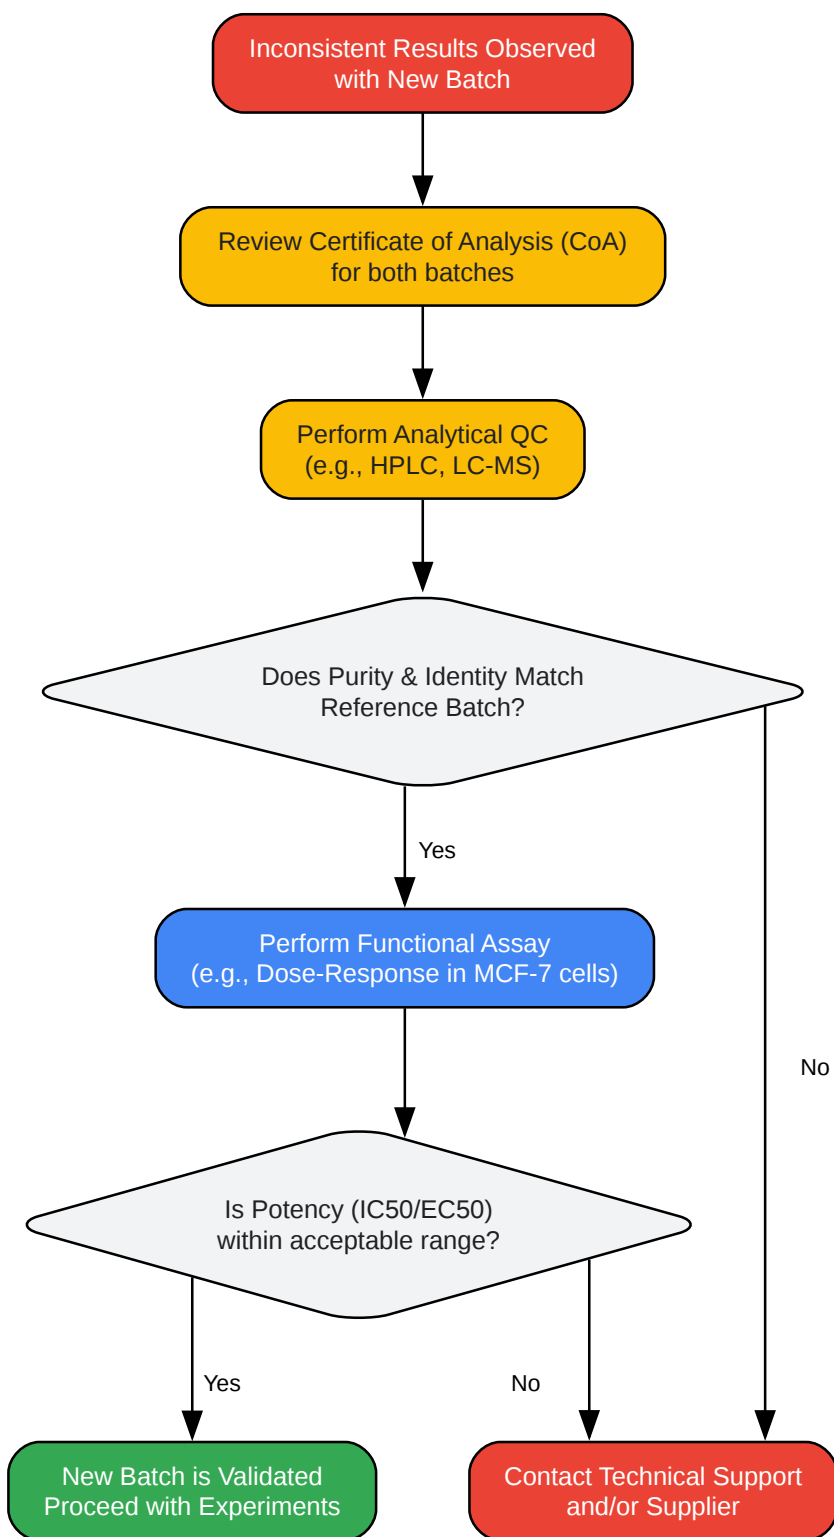 Inconsistent Results Observed
with New Batch
Review Certificate of Analysis (CoA)
for both batches
Perform Analytical QC
(e.g., HPLC, LC-MS)
Does Purity & Identity Match
Reference Batch?
Yes
Perform Functional Assay
(e.g., Dose-Response in MCF-7 cells)
No
Is Potency (IC50/EC50)
within acceptable range?
Yes
No
New Batch is Validated
Proceed with Experiments
Contact Technical Support
and/or Supplier